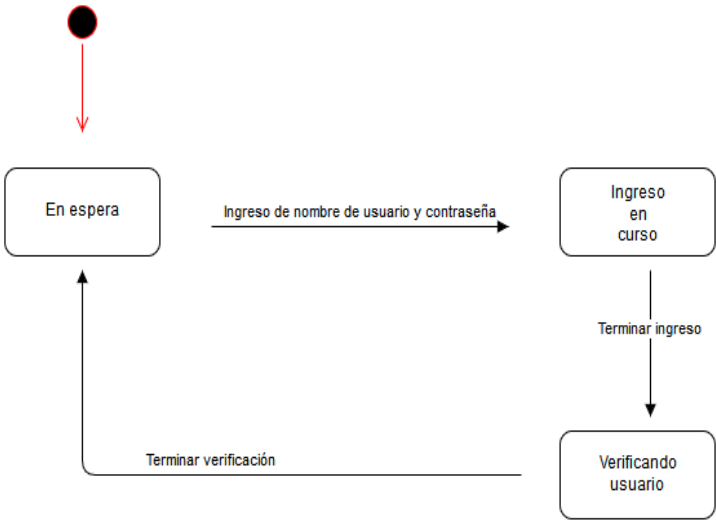 En espera
Ingreso de nombre de usuario y contraseña
Ingreso
en
curso
Terminar ingreso
Terminar verificación
Verificando
usuario